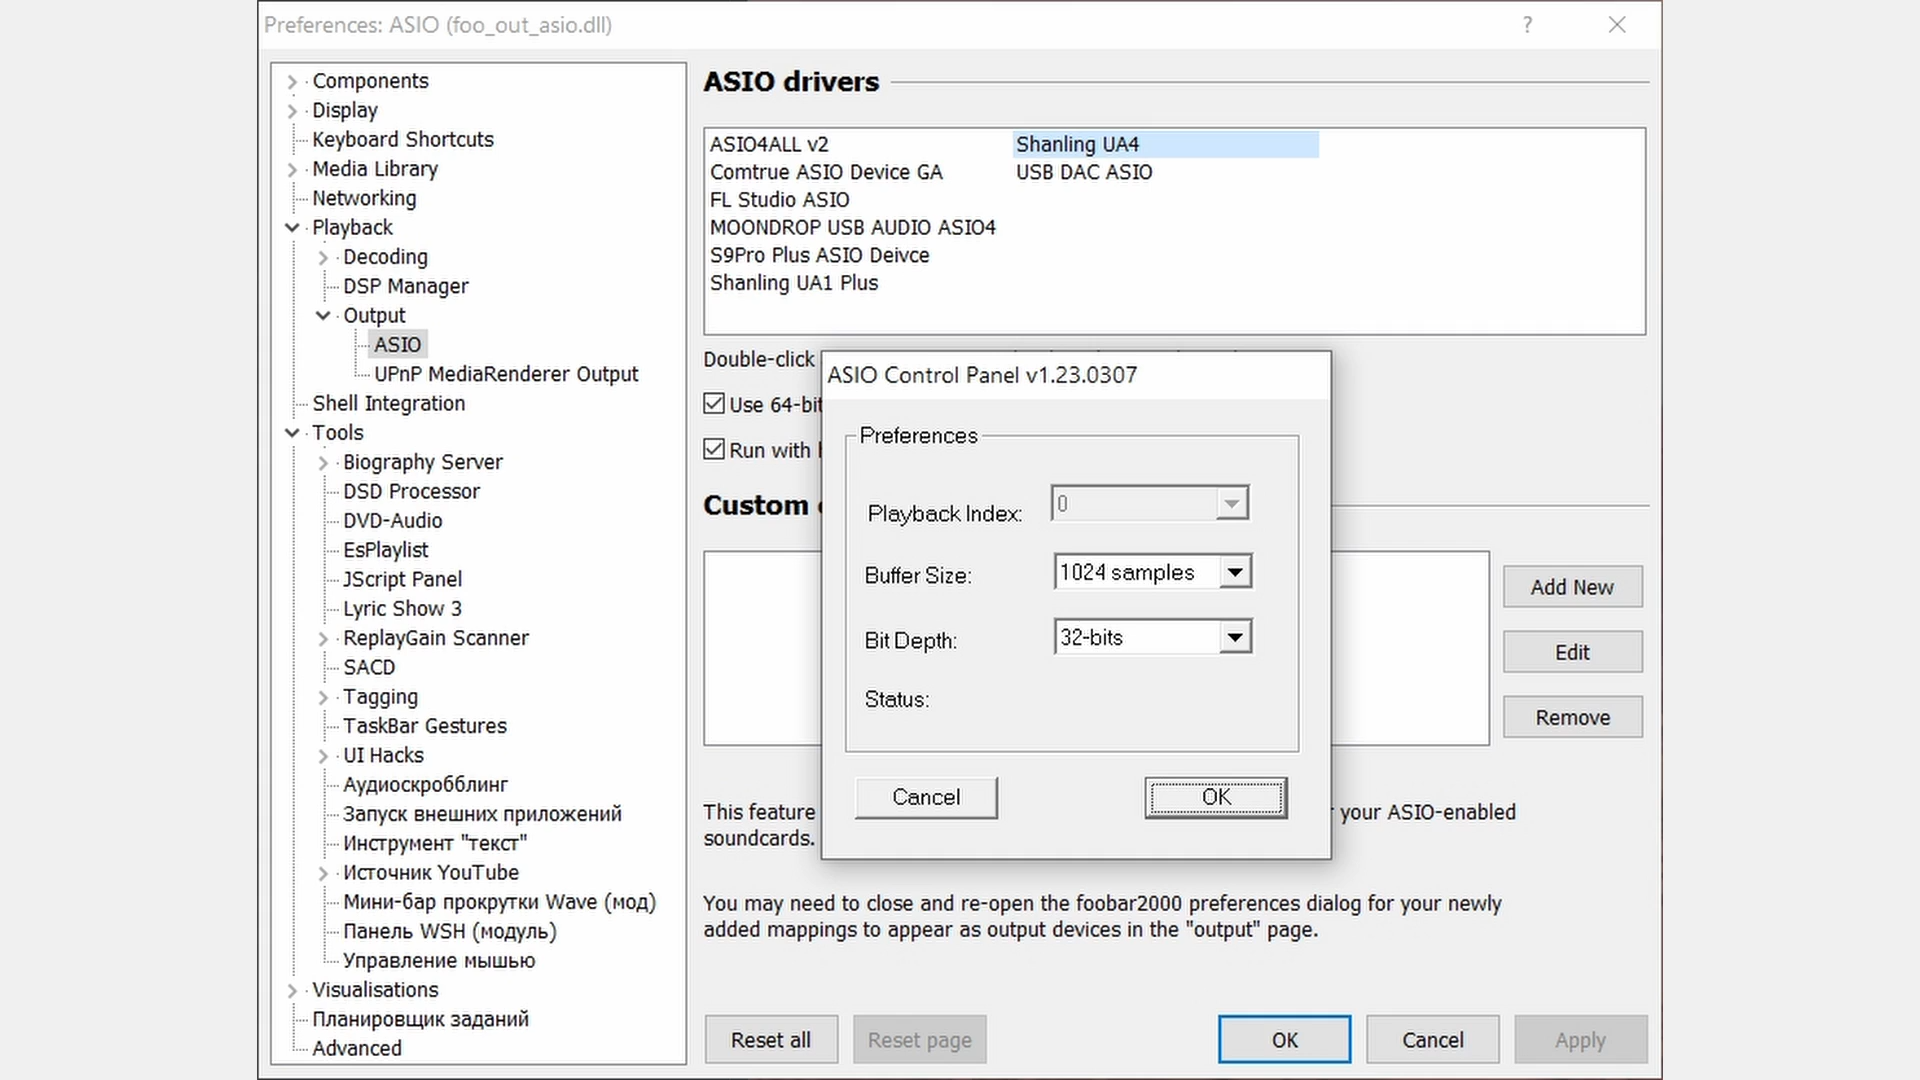 Preferences: ASIO (foo_out_asio.dll)
?
Components
Display
Keyboard Shortcuts
Media Library
Networking
Playback
Decoding
DSP Manager
Output
ASIO
UPnP MediaRenderer Output
Shell Integration
Tools
Biography Server
DSD Processor
DVD-Audio
EsPlaylist
JScript Panel
Lyric Show 3
ReplayGain Scanner
SACD
Tagging
TaskBar Gestures
UI Hacks
Аудиоскробблинг
Запуск внешних приложений
Инструмент "текст"
Источник YouTube
Мини-бар прокрутки Wave (мод)
Панель WSH (модуль)
Управление мышью
Visualisations
Планировщик заданий
Advanced
ASIO drivers
ASIO4ALL v2
Comtrue ASIO Device GA
FL Studio ASIO
MOONDROP USB AUDIO ASIO4
S9Pro Plus ASIO Deivce
Shanling UA1 Plus
Shanling UA4
USB DAC ASIO
Double-click
Use 64-bit
Run with
Custom
Add New
Edit
Remove
This feature your ASIO-enabled
soundcards.
You may need to close and re-open the foobar2000 preferences dialog for your newly
added mappings to appear as output devices in the "output" page.
Reset all
Reset page
OK
Cancel
Apply
ASIO Control Panel v1.23.0307
Preferences
Playback Index: 0
Buffer Size: 1024 samples
Bit Depth: 32-bits
Status:
Cancel
OK